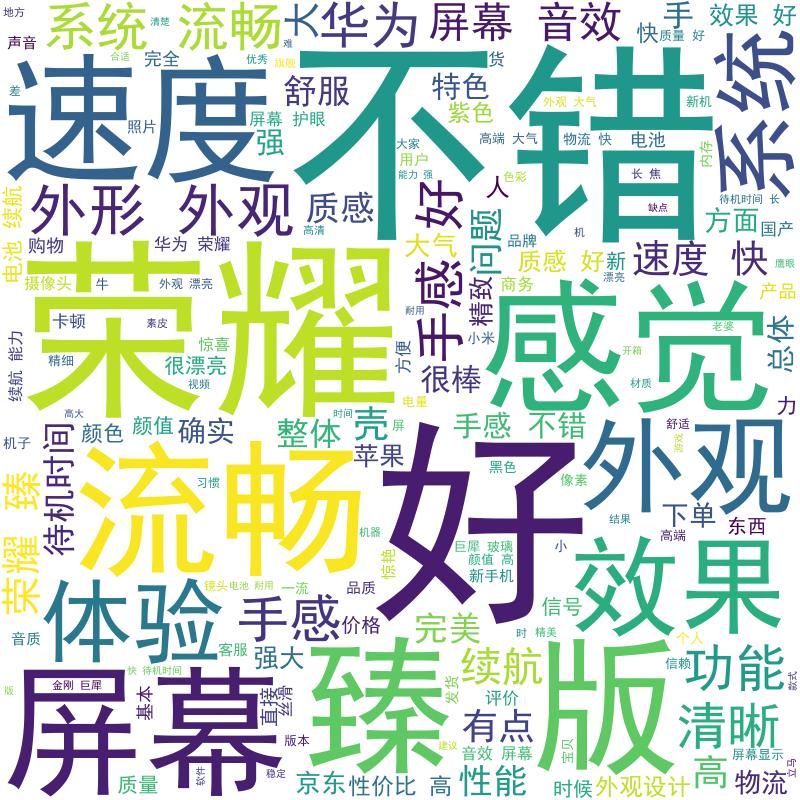 地方
清楚
系统 流畅
大
华为
屏幕
音效
手
效果 好
声音
合适
完全
优秀
旗舰
难
货
快
质量 好
差
速度
不错
舒服
特色
紫色
外观 大气
新机
系统
照片
屏幕 护眼
强
大家
用户
能力 强
高端 大气
物流 快
电池
内存
续航
外形
外观
质感
高清
好
人
色彩
长 焦
缺点
待机时间 长
方面
国产
电池
购物
华为 荣耀
大气
问题
品牌
机
质感 好
新
速度 快
鹰眼
摄像头
牛
外观 漂亮
手感
耐用
精致
商务
漂亮
产品
荣耀
感觉
卡顿
素皮
惊喜
方便
小米
老婆
总体
续航 能力
精细
很漂亮
视频
很棒
开箱
材质
电量
力
高大
时间
屏
机子
待机时间
颜色
颜值
确实
整体
壳
手感 不错
舒适
游戏
流畅
好
外观
苹果
黑色
像素
习惯
机器
荣耀 臻
巨犀 玻璃
颜值 高
新手机
小
结果
下单
高端
东西
惊艳
体验
镜头
电池 耐用
一流
品质
信号
效果
手感
价格
完美
时
精美
个人
音质
客服
强大
续航
发货
信赖
功能
款式
快 待机时间
金刚 巨犀
版
屏幕
基本
直接
丝滑
臻
版
评价
清晰
有点
版本
建议
音效 屏幕
宝贝
屏幕显示
软件
稳定
立马
质量
京东
性价比 高
性能
时候
外观设计
高
物流